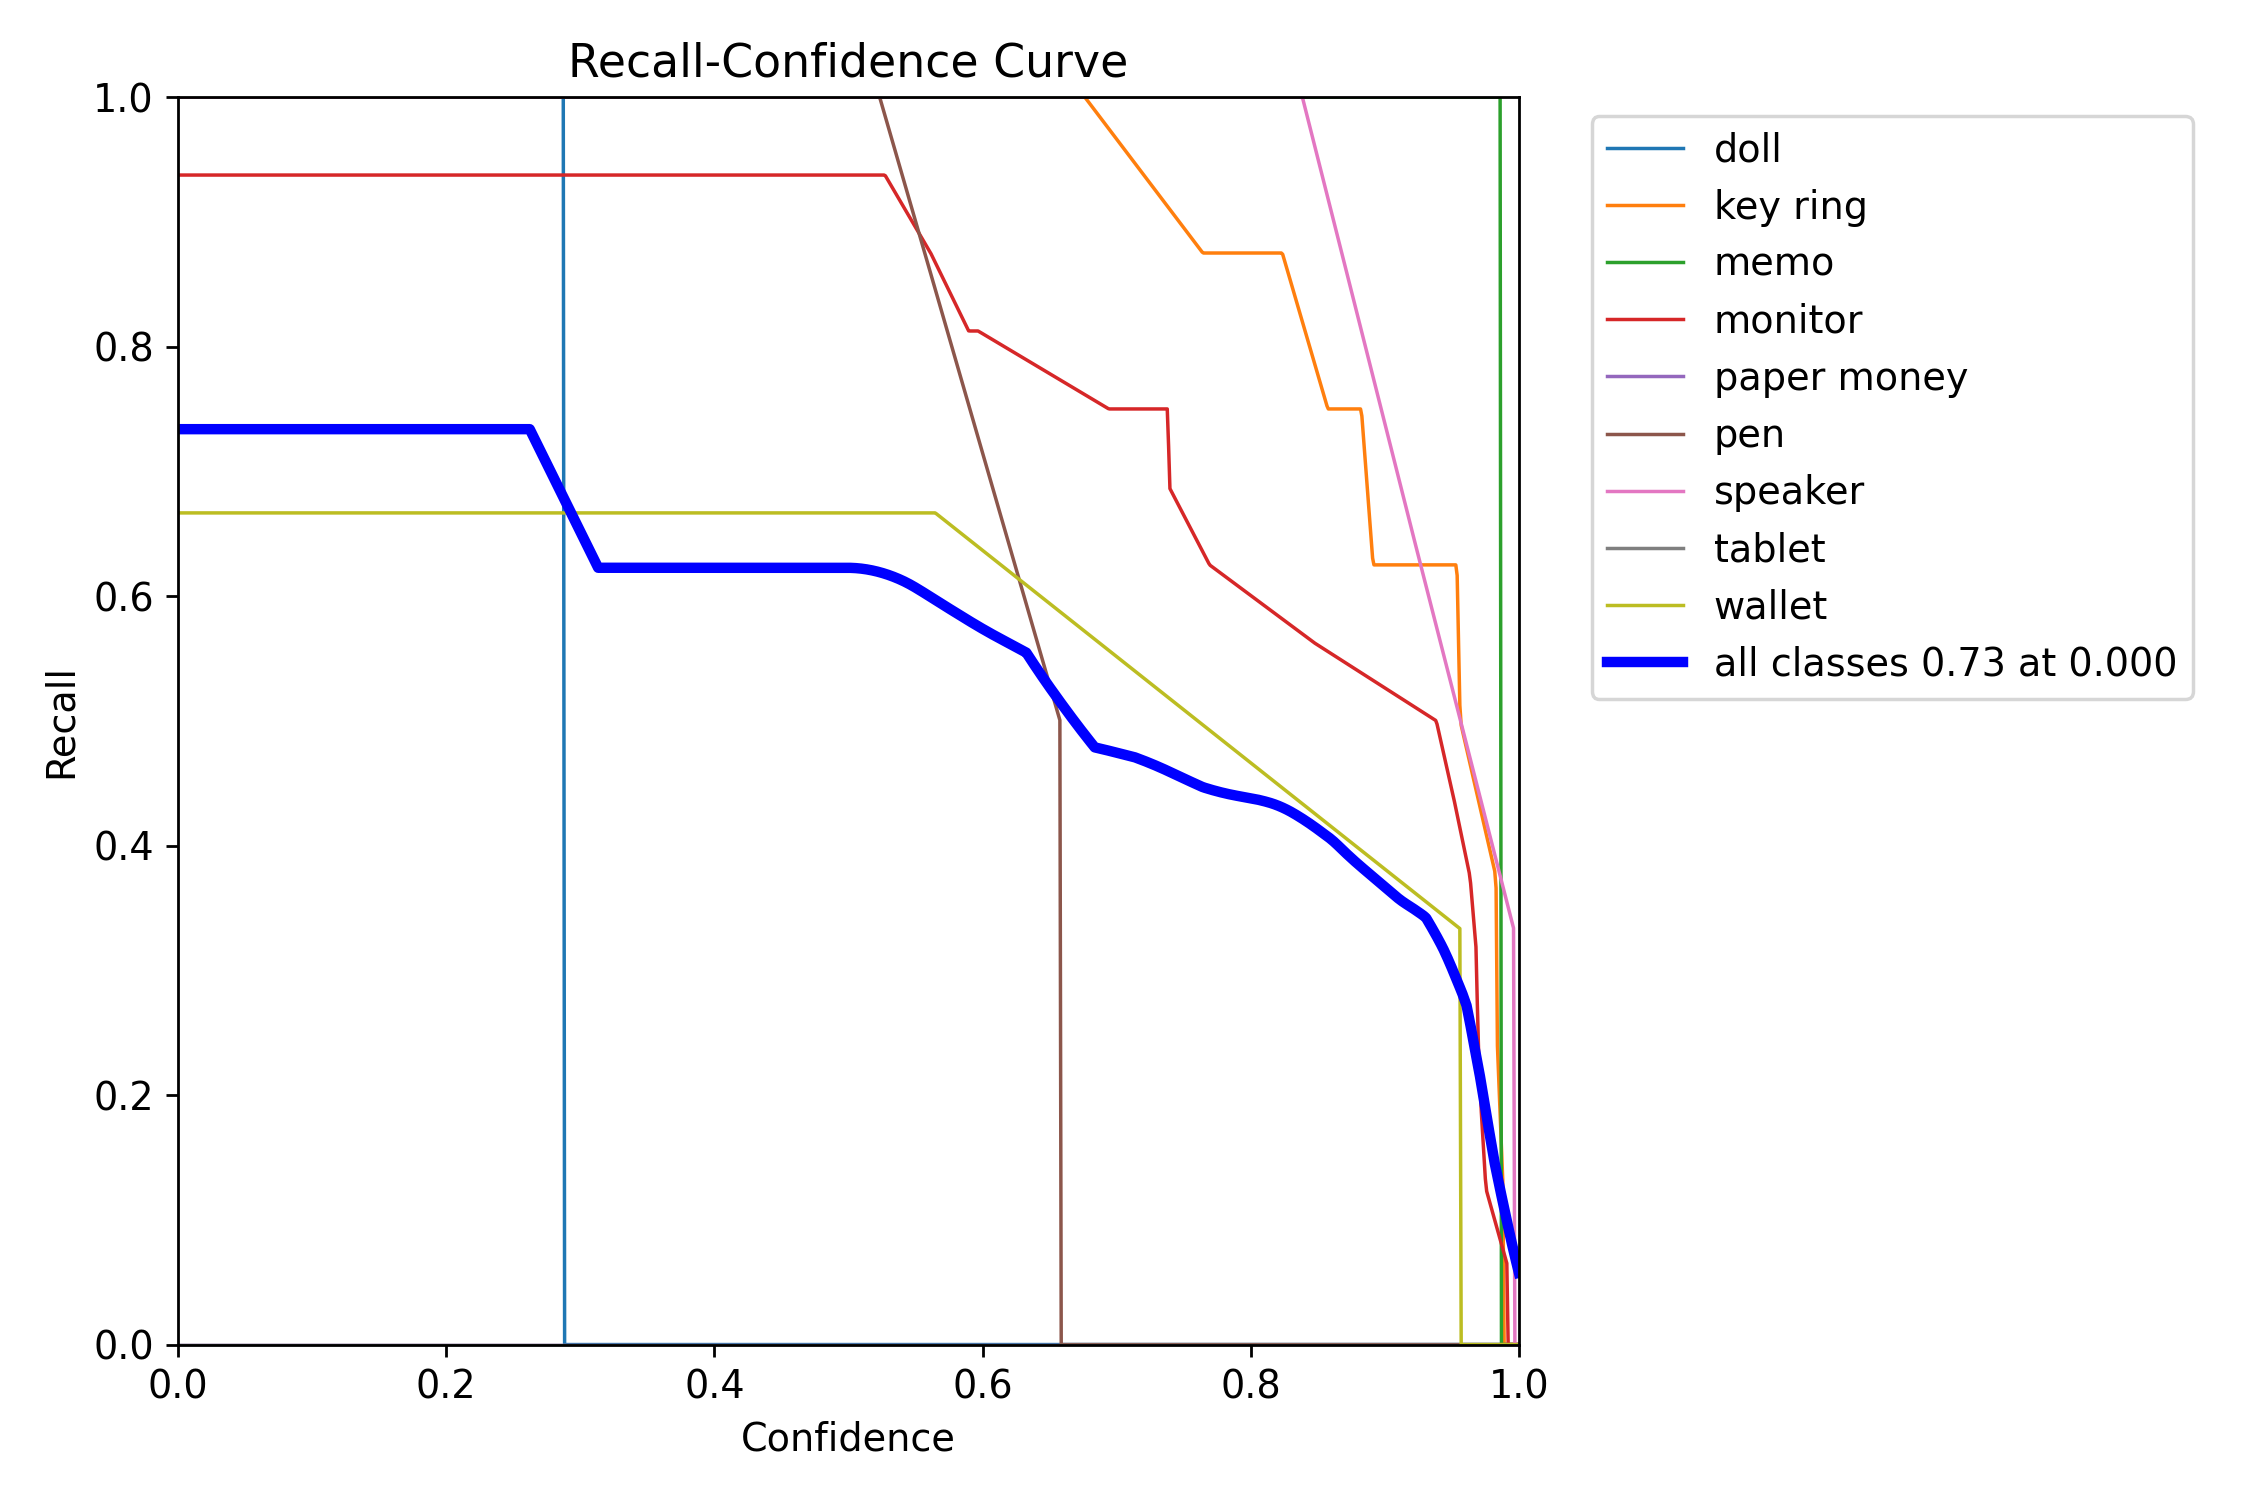 Recall-Confidence Curve
1.0
0.8
0.6
0.4
0.2
0.0
Recall
0.0 0.2 0.4 0.6 0.8 1.0
Confidence
doll
key ring
memo
monitor
paper money
pen
speaker
tablet
wallet
all classes 0.73 at 0.000